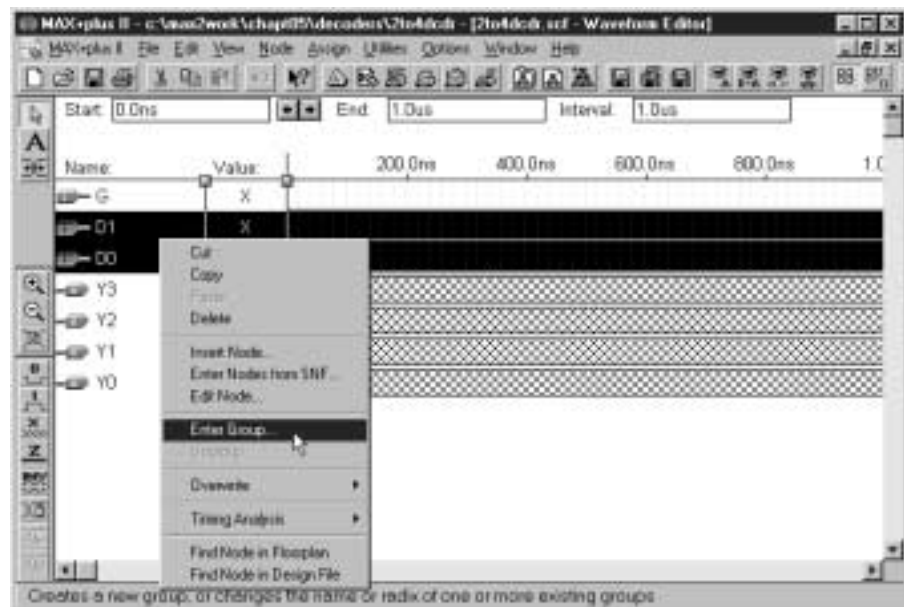 MAX+plus II - c:\max2work\chapt05\decoders\2to4dcdr - [2to4dcdr.scf - Waveform Editor]
MAX+plus II File Edit View Node Assign Utilities Options Window Help
Start: 0.0ns End: 1.0us Interval: 1.0us
Name: Value: 200.0ns 400.0ns 600.0ns 800.0ns 1.0
G X
D1 X
D0
Y3
Y2
Y1
Y0
Cut
Copy
Paste
Delete
Insert Node...
Enter Nodes from SNF...
Edit Node...
Enter Group...
Ungroup
Overwrite
Timing Analysis
Find Node in Floorplan
Find Node in Design File
Creates a new group, or changes the name or radix of one or more existing groups